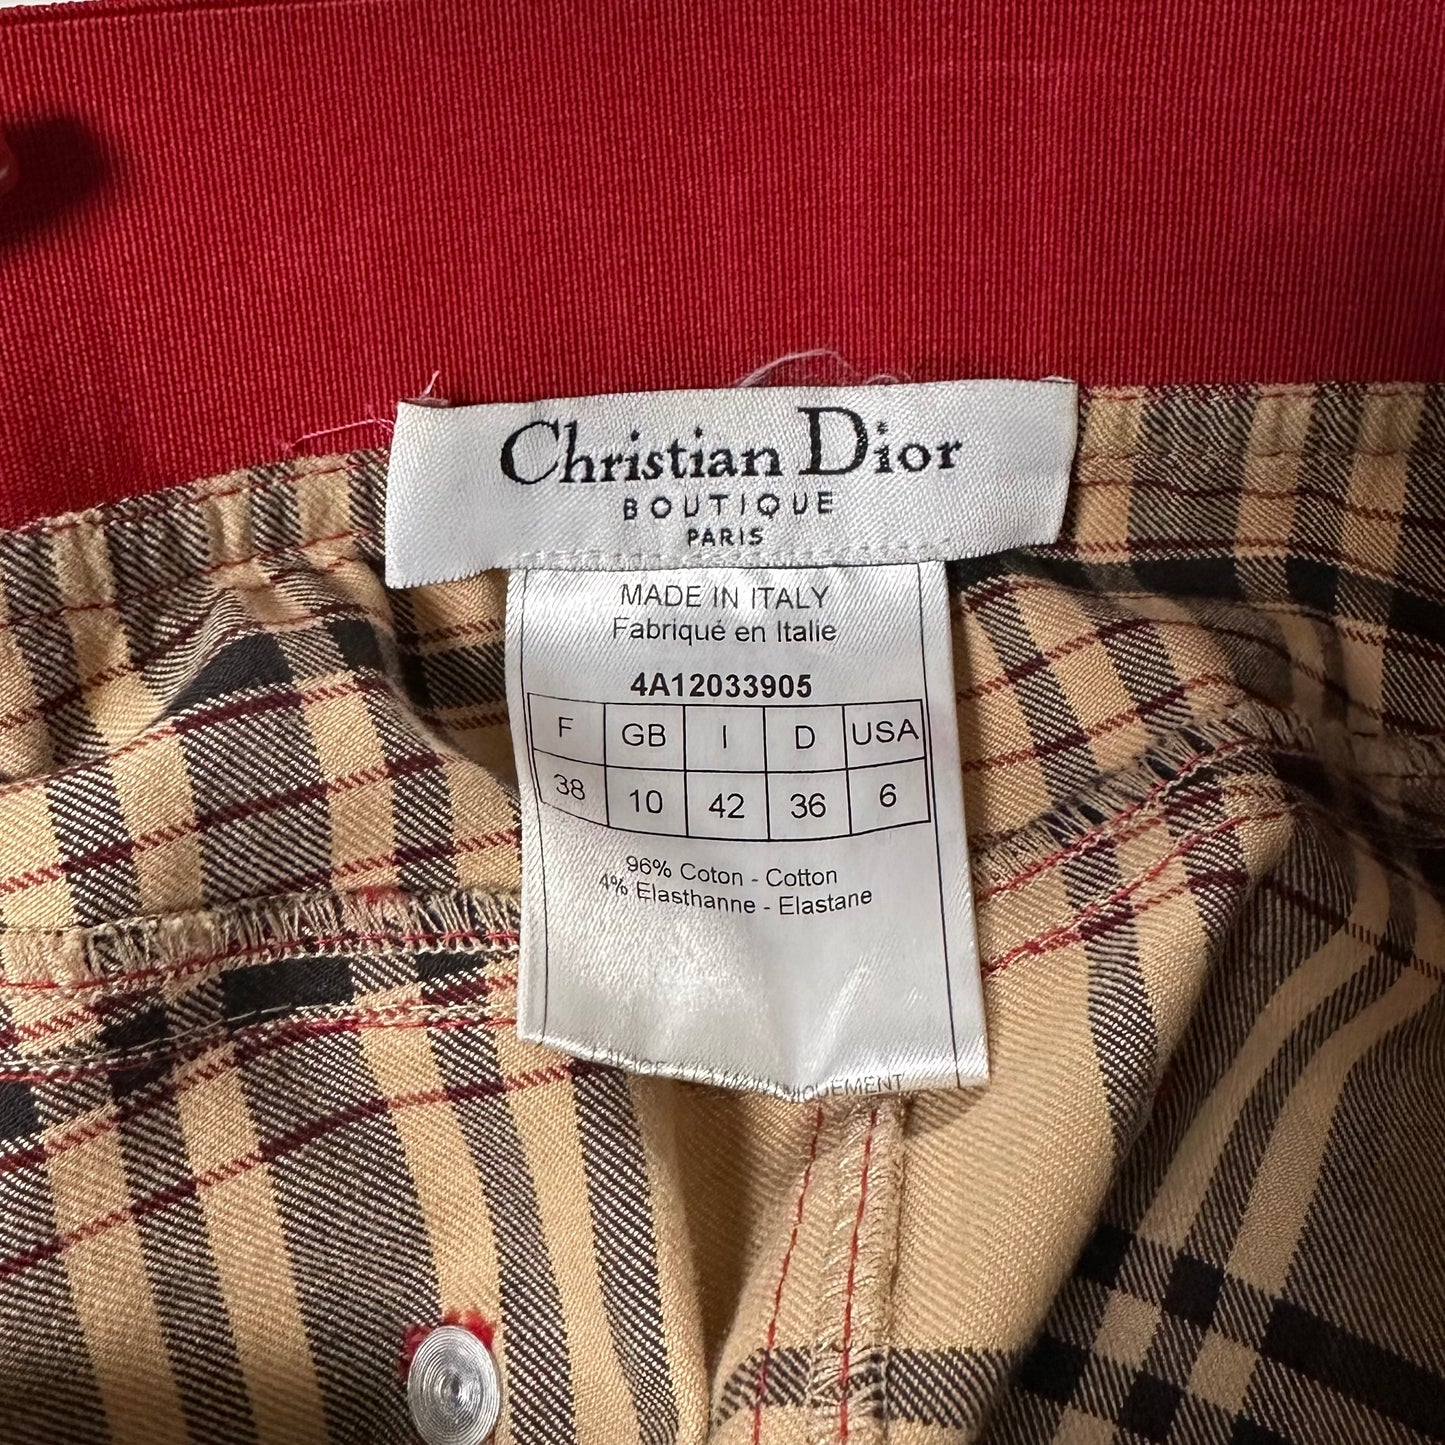 Christian Dior
BOUTIQUE
PARIS
MADE IN ITALY
Fabriqué en Italie
4A12033905
F GB I D USA
38 10 42 36 6
96% Coton - Cotton
4% Elasthanne - Elastane